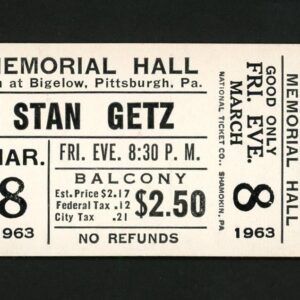 MEMORIAL HALL
at Bigelow, Pittsburgh, Pa.
STAN GETZ
MAR.
8
1963
FRI. EVE. 8:30 P. M.
BALCONY
Est. Price $2.17
Federal Tax .12
City Tax .21
$2.50
NO REFUNDS
NATIONAL TICKET CO., SHAMOKIN, PA.
GOOD ONLY
FRI. EVE.
MARCH
8
1963
MEMORIAL HALL